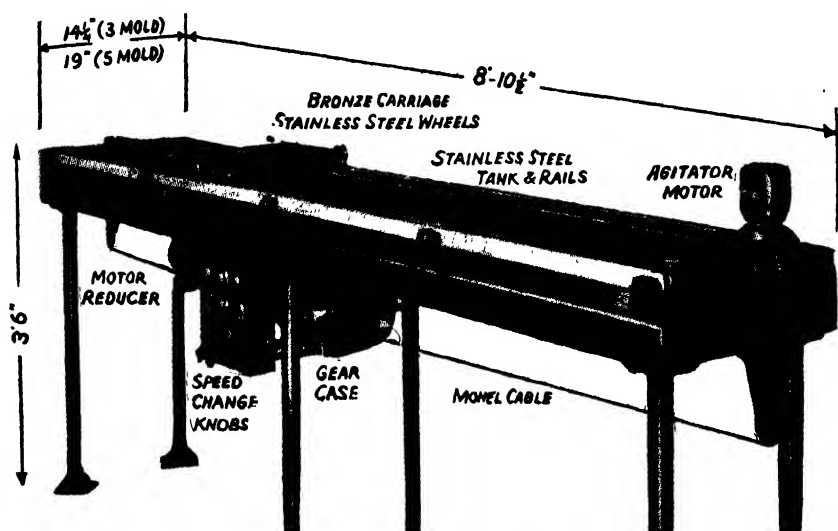 14¼" (3 MOLD)
19" (5 MOLD)
8'-10½"
BRONZE CARRIAGE
STAINLESS STEEL WHEELS
STAINLESS STEEL
TANK & RAILS
AGITATOR
MOTOR
3'6"
MOTOR
REDUCER
SPEED
CHANGE
KNOBS
GEAR
CASE
MONEL CABLE